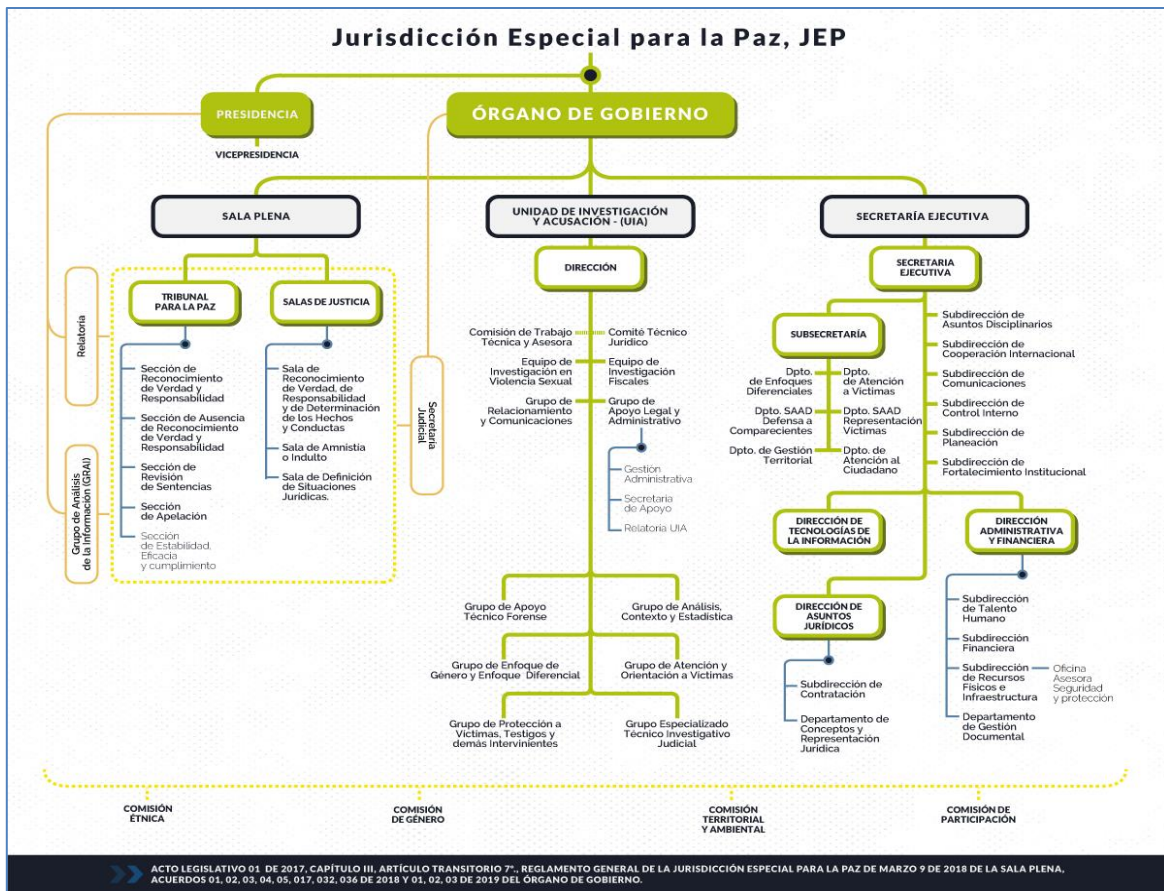 Jurisdicción Especial para la Paz, JEP
PRESIDENCIA
VICEPRESIDENCIA
ÓRGANO DE GOBIERNO
SALA PLENA
UNIDAD DE INVESTIGACIÓN
Y ACUSACIÓN - (UIA)
SECRETARÍA EJECUTIVA
Relatoría
Grupo de Análisis
de la Información (GRAI)
TRIBUNAL
PARA LA PAZ
Sección de
Reconocimiento
de Verdad y
Responsabilidad
Sección de Ausencia
de Reconocimiento
de Verdad y
Responsabilidad
Sección de
Revisión
de Sentencias
Sección
de Apelación
Sección
de Estabilidad,
Eficacia
y cumplimiento
SALAS DE JUSTICIA
Sala de
Reconocimiento
de Verdad, de
Responsabilidad
y de Determinación
de los Hechos
y Conductas
Sala de Amnistía
o Indulto
Sala de Definición
de Situaciones
Jurídicas.
Secretaría
Judicial
DIRECCIÓN
Comisión de Trabajo
Técnica y Asesora
Comité Técnico
Jurídico
Equipo de
Investigación en
Violencia Sexual
Equipo de
Investigación
Fiscales
Grupo de
Relacionamiento
y Comunicaciones
Grupo de
Apoyo Legal y
Administrativo
Gestión
Administrativa
Secretaria
de Apoyo
Relatoria UIA
Grupo de Apoyo
Técnico Forense
Grupo de Análisis,
Contexto y Estadística
Grupo de Enfoque de
Género y Enfoque Diferencial
Grupo de Atención y
Orientación a Víctimas
Grupo de Protección a
Víctimas, Testigos y
demás Intervinientes
Grupo Especializado
Técnico Investigativo
Judicial
SECRETARIA
EJECUTIVA
SUBSECRETARÍA
Dpto.
de Enfoques
Diferenciales
Dpto.
de Atención
a Víctimas
Dpto. SAAD
Defensa a
Comparecientes
Dpto. SAAD
Representación
Víctimas
Dpto. de Gestión
Territorial
Dpto. de
Atención al
Ciudadano
Subdirección de
Asuntos Disciplinarios
Subdirección de
Cooperación Internacional
Subdirección de
Comunicaciones
Subdirección de
Control Interno
Subdirección de
Planeación
Subdirección de
Fortalecimiento Institucional
DIRECCIÓN DE
TECNOLOGÍAS DE
LA INFORMACIÓN
DIRECCIÓN
ADMINISTRATIVA
Y FINANCIERA
DIRECCIÓN DE
ASUNTOS
JURÍDICOS
Subdirección de
Contratación
Departamento de
Conceptos y
Representación
Jurídica
Subdirección
de Talento
Humano
Subdirección
Financiera
Subdirección
de Recursos
Físicos e
Infraestructura
Oficina
Asesora
Seguridad
y protección
Departamento
de Gestión
Documental
COMISIÓN
ÉTNICA
COMISIÓN
DE GÉNERO
COMISIÓN
TERRITORIAL
Y AMBIENTAL
COMISIÓN DE
PARTICIPACIÓN
ACTO LEGISLATIVO 01 DE 2017, CAPÍTULO III, ARTÍCULO TRANSITORIO 7°., REGLAMENTO GENERAL DE LA JURISDICCIÓN ESPECIAL PARA LA PAZ DE MARZO 9 DE 2018 DE LA SALA PLENA,
ACUERDOS 01, 02, 03, 04, 05, 017, 032, 036 DE 2018 Y 01, 02, 03 DE 2019 DEL ÓRGANO DE GOBIERNO.